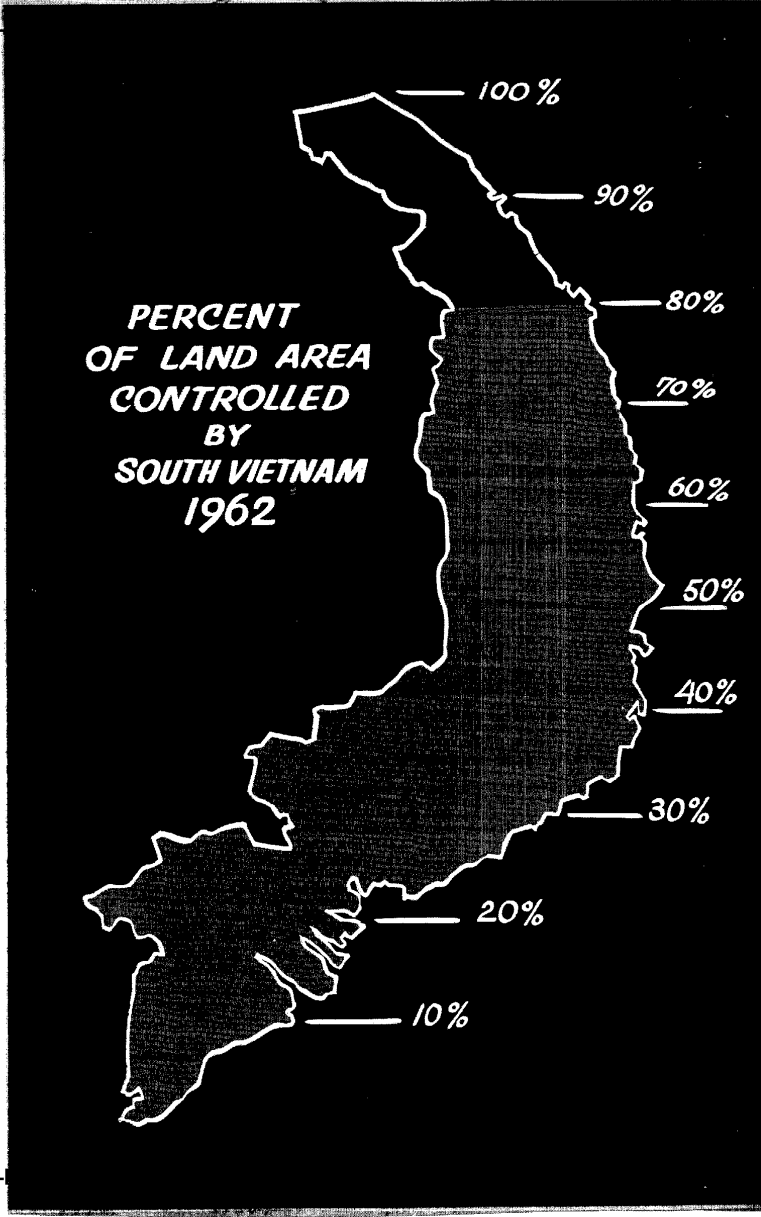 100%
90%
80%
PERCENT
OF LAND AREA
CONTROLLED
BY
SOUTH VIETNAM
1962
70%
60%
50%
40%
30%
20%
10%